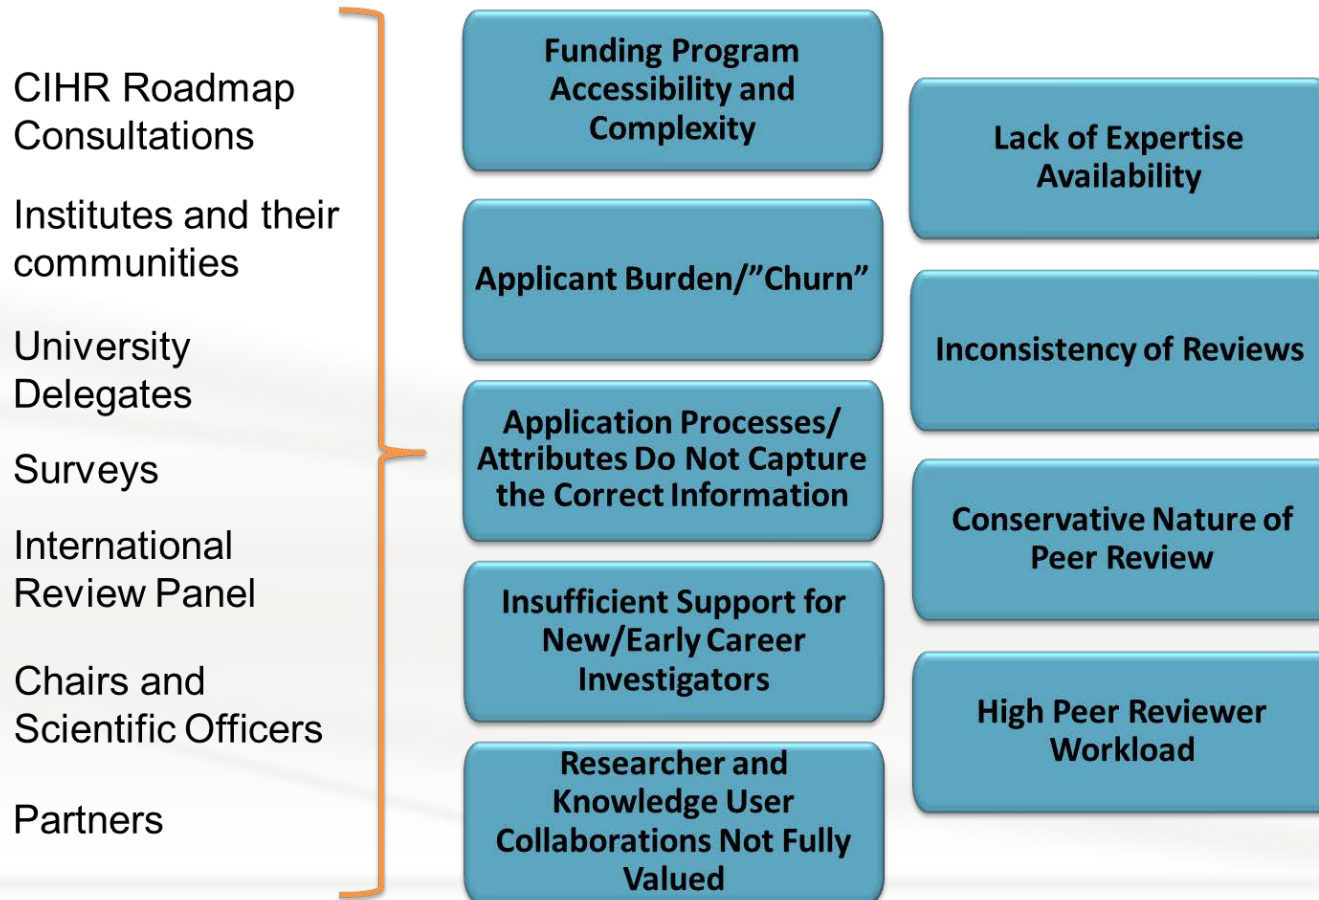 CIHR Roadmap
Consultations
Institutes and their
communities
University
Delegates
Surveys
International
Review Panel
Chairs and
Scientific Officers
Partners
Funding Program
Accessibility and
Complexity
Applicant Burden/”Churn”
Application Processes/
Attributes Do Not Capture
the Correct Information
Insufficient Support for
New/Early Career
Investigators
Researcher and
Knowledge User
Collaborations Not Fully
Valued
Lack of Expertise
Availability
Inconsistency of Reviews
Conservative Nature of
Peer Review
High Peer Reviewer
Workload